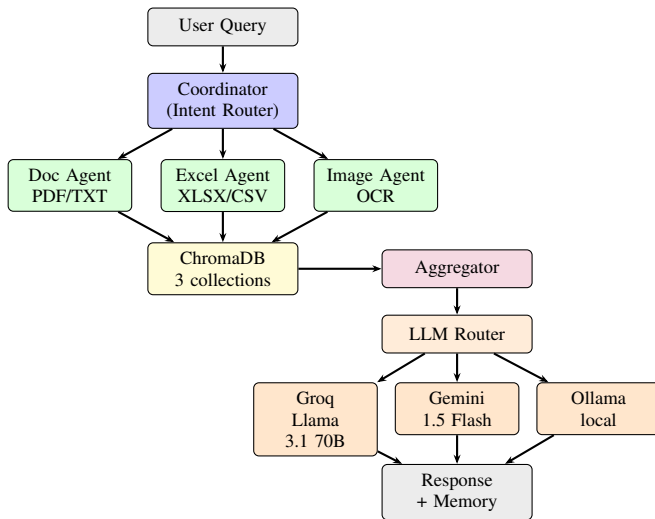 User Query
Coordinator
(Intent Router)
Doc Agent
PDF/TXT
Excel Agent
XLSX/CSV
Image Agent
OCR
ChromaDB
3 collections
Aggregator
LLM Router
Groq
Llama
3.1 70B
Gemini
1.5 Flash
Ollama
local
Response
+ Memory